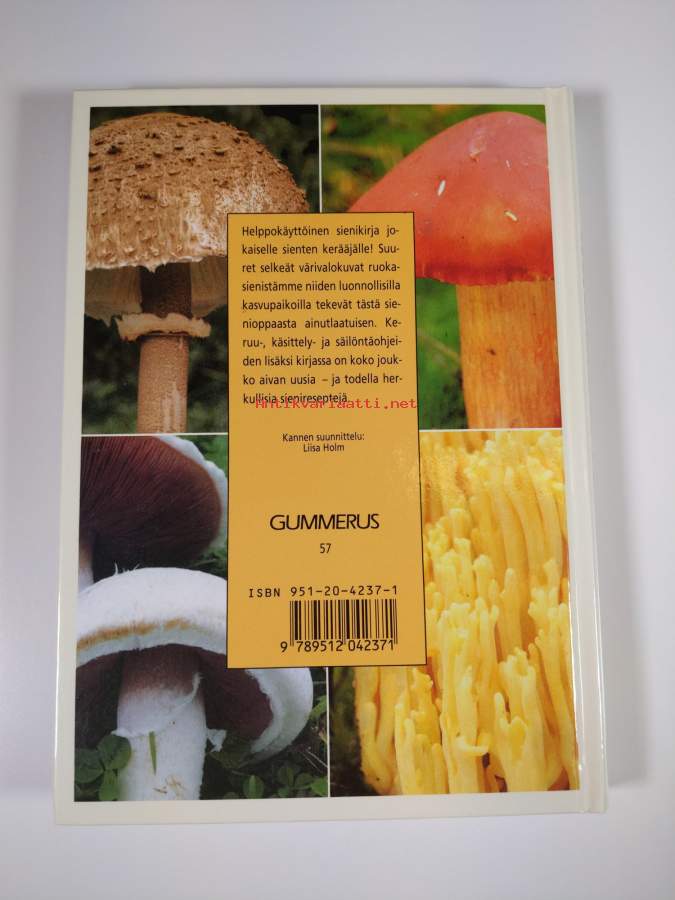 Helppokäyttöinen sienikirja jo-
kaiselle sienten kerääjälle! Suu-
ret selkeät värivalokuvat ruoka-
sienistämme niiden luonnollisilla
kasvupaikoilla tekevät tästä sie-
nioppaasta ainutlaatuisen. Ke-
ruu-, käsittely- ja säilöntäohjei-
den lisäksi kirjassa on koko jouk-
ko aivan uusia – ja todella her-
kullisia sienireseptejä.
Antikvariaatti.net
Kannen suunnittelu:
Liisa Holm
GUMMERUS
57
ISBN 951-20-4237-1
9 789512 042371